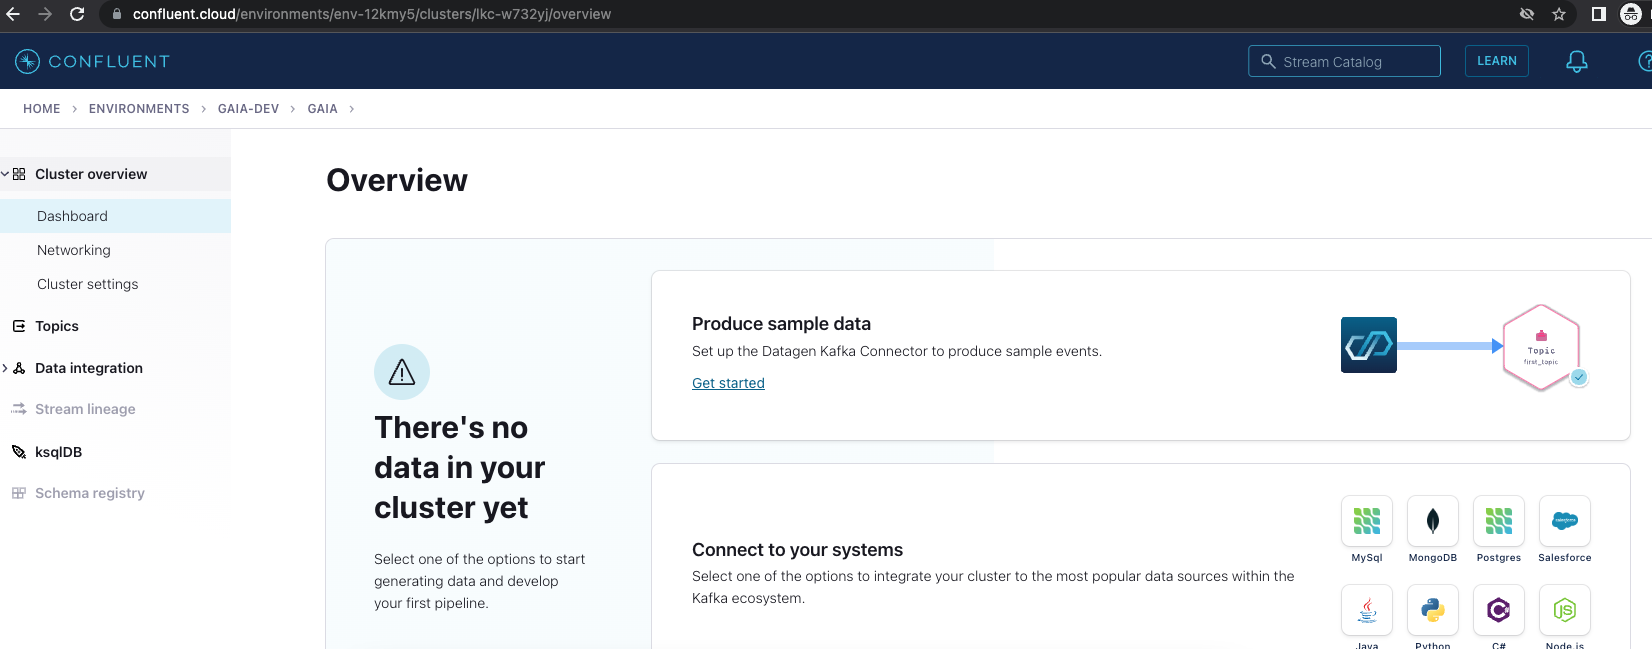 confluent.cloud/environments/env-12kmy5/clusters/lkc-w732yj/overview
CONFLUENT
Stream Catalog
LEARN
HOME > ENVIRONMENTS > GAIA-DEV > GAIA >
Cluster overview
Dashboard
Networking
Cluster settings
Topics
Data integration
Stream lineage
ksqlDB
Schema registry
Overview
There's no
data in your
cluster yet
Select one of the options to start
generating data and develop
your first pipeline.
Produce sample data
Set up the Datagen Kafka Connector to produce sample events.
Get started
Topic
first_topic
Connect to your systems
Select one of the options to integrate your cluster to the most popular data sources within the
Kafka ecosystem.
MySql MongoDB Postgres Salesforce
Java Python C# Node.js